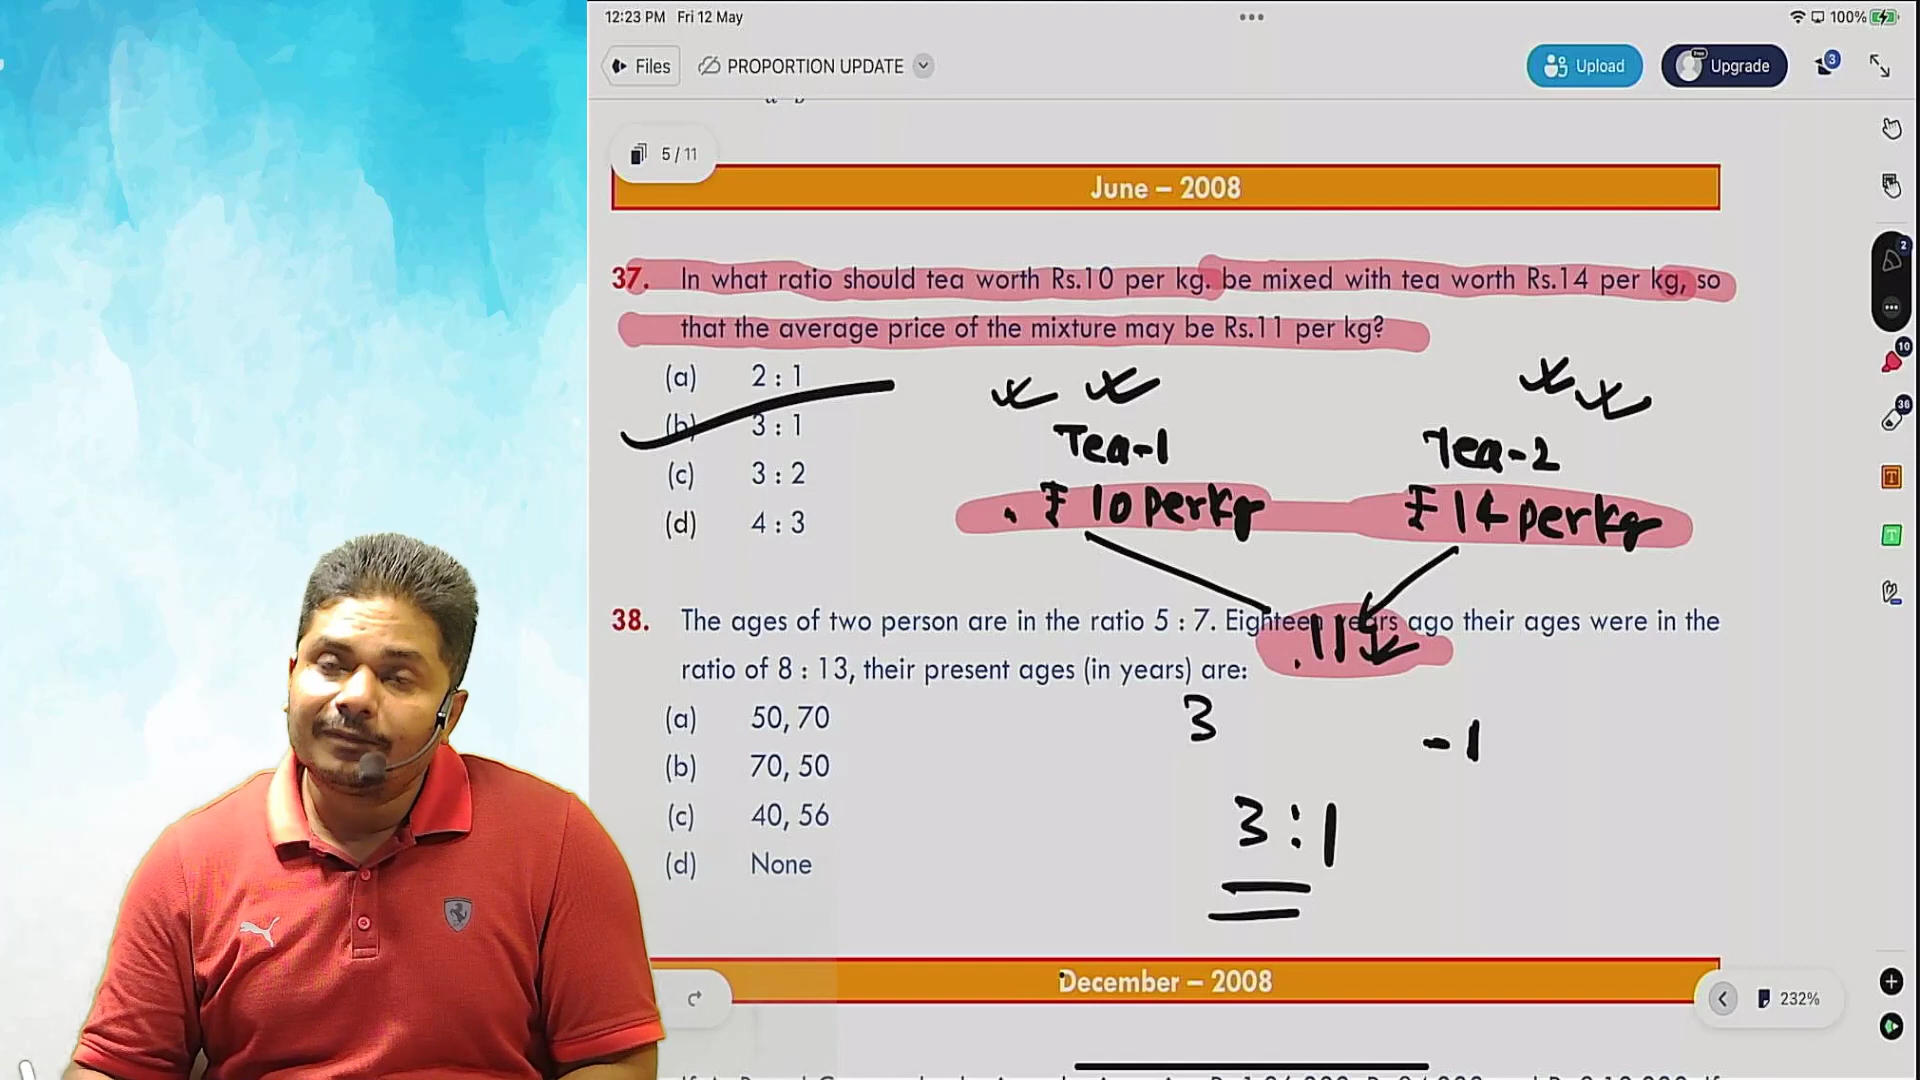 12:23 PM Fri 12 May
100%
Files
PROPORTION UPDATE
Upload
Upgrade
3
5 / 11
June – 2008
37. In what ratio should tea worth Rs.10 per kg. be mixed with tea worth Rs.14 per kg, so
that the average price of the mixture may be Rs.11 per kg?
(a) 2 : 1
(b) 3 : 1
(c) 3 : 2
(d) 4 : 3
Tea-1 Tea-2
₹ 10 per kg ₹ 14 per kg
11
3 - 1
3 : 1
38. The ages of two person are in the ratio 5 : 7. Eighteen years ago their ages were in the
ratio of 8 : 13, their present ages (in years) are:
(a) 50, 70
(b) 70, 50
(c) 40, 56
(d) None
December – 2008
232%
2
10
36